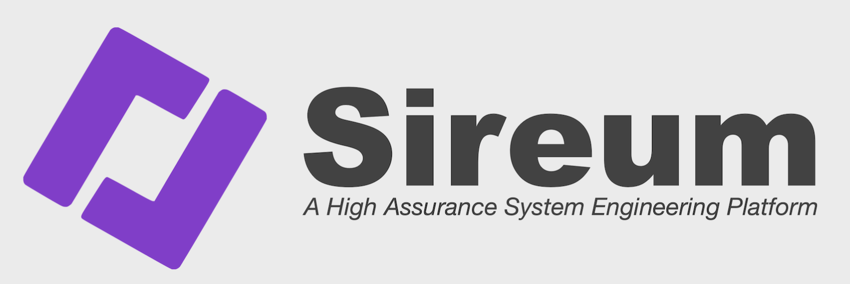 Sireum
A High Assurance System Engineering Platform